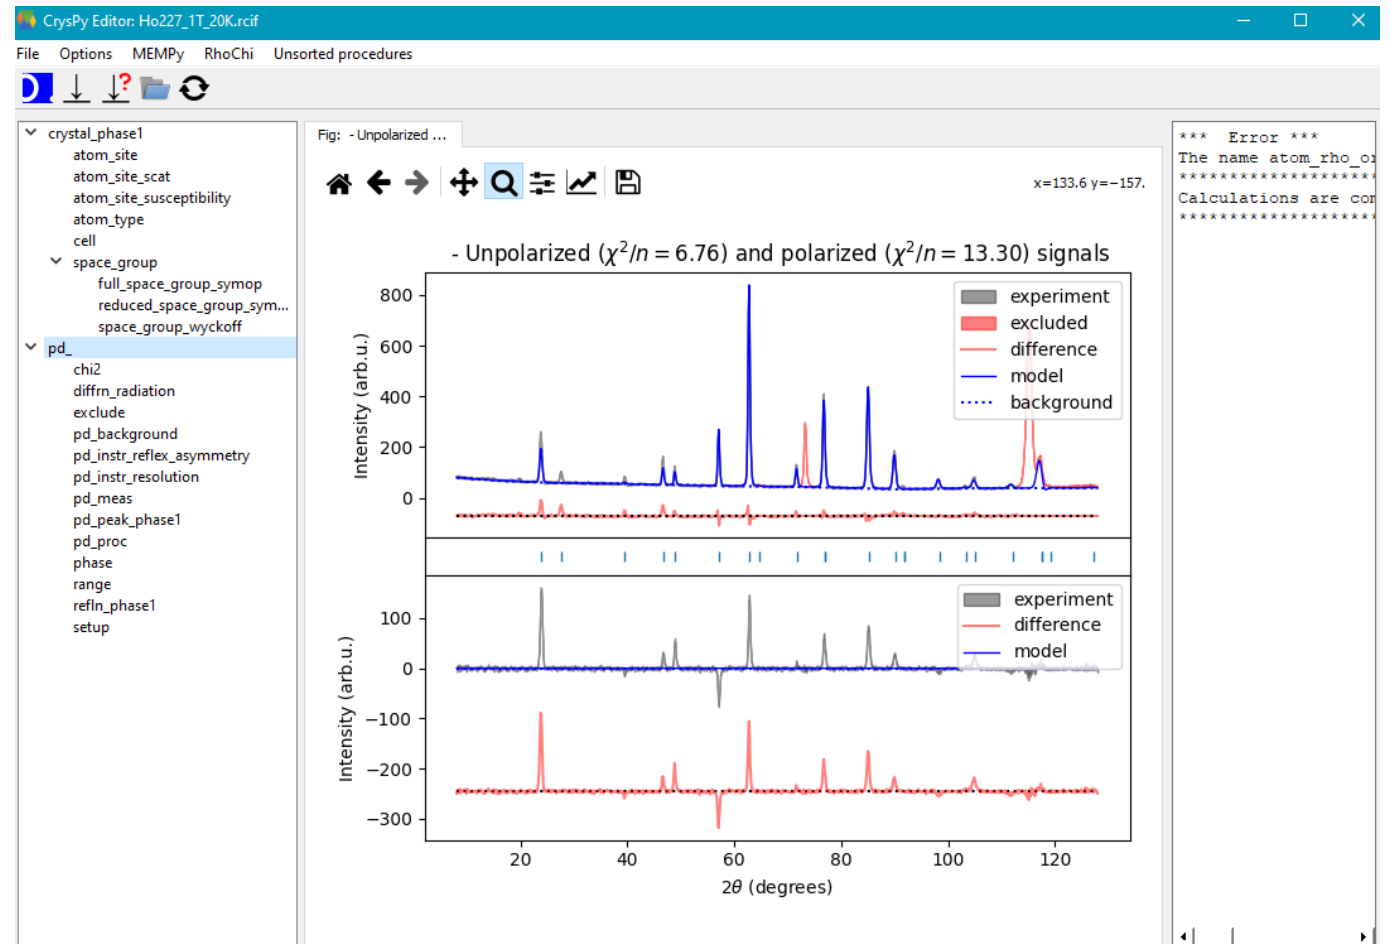 CrysPy Editor: Ho227_1T_20K.rcif
File Options MEMPy RhoChi Unsorted procedures
crystal_phase1
atom_site
atom_site_scat
atom_site_susceptibility
atom_type
cell
space_group
full_space_group_symop
reduced_space_group_sym...
space_group_wyckoff
pd_
chi2
diffrn_radiation
exclude
pd_background
pd_instr_reflex_asymmetry
pd_instr_resolution
pd_meas
pd_peak_phase1
pd_proc
phase
range
refln_phase1
setup
Fig: - Unpolarized ...
x=133.6 y=−157.
- Unpolarized (χ²/n = 6.76) and polarized (χ²/n = 13.30) signals
Intensity (arb.u.)
800
600
400
200
0
experiment
excluded
difference
model
background
Intensity (arb.u.)
100
0
−100
−200
−300
experiment
difference
model
20 40 60 80 100 120
2θ (degrees)
*** Error ***
The name atom_rho_or
********************
Calculations are con
********************